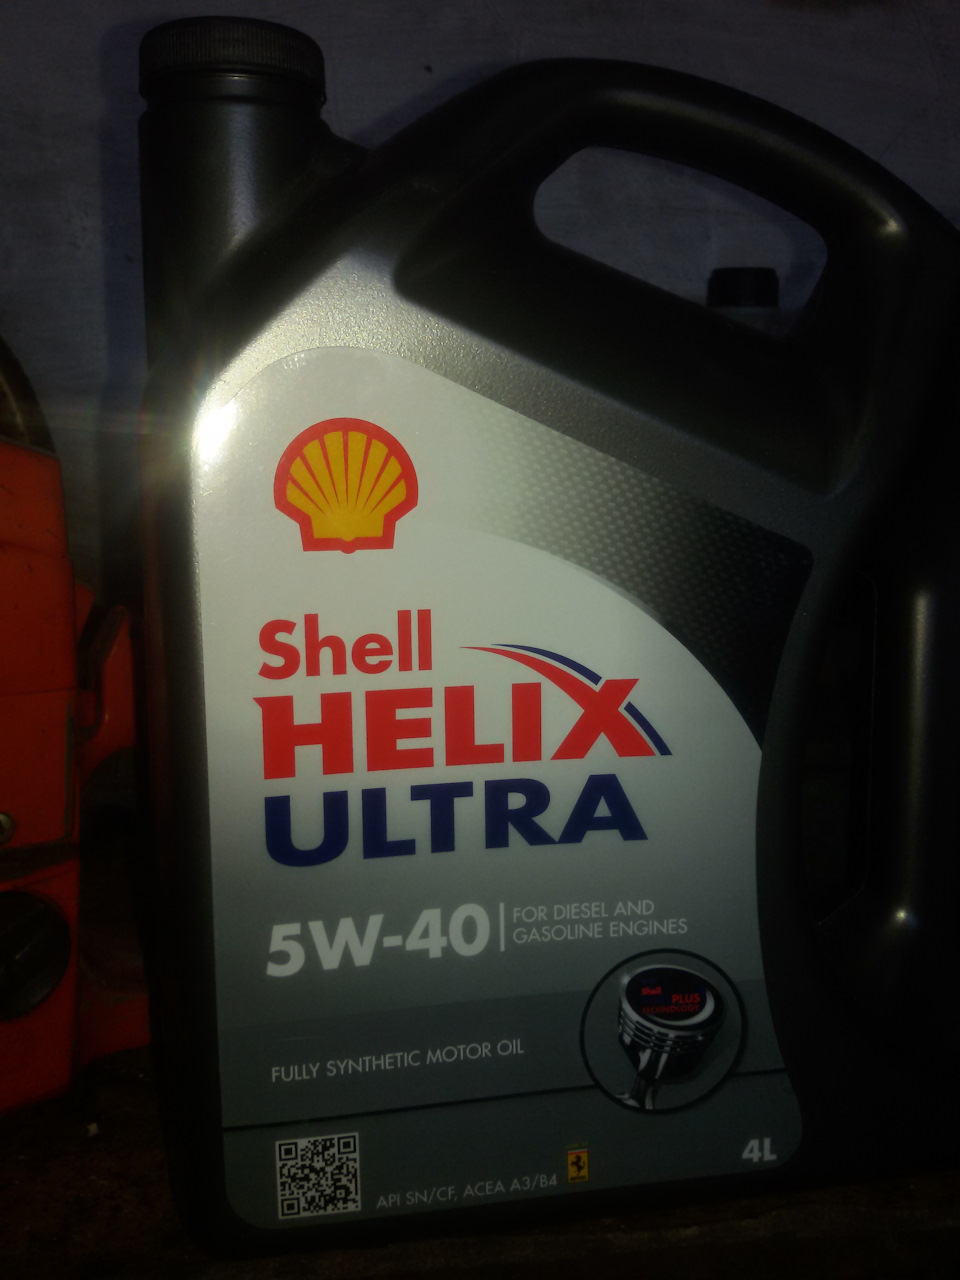 Shell
HELIX
ULTRA
5W-40
FOR DIESEL AND
GASOLINE ENGINES
Shell
PLUS
TECHNOLOGY
FULLY SYNTHETIC MOTOR OIL
4L
API SN/CF, ACEA A3/B4